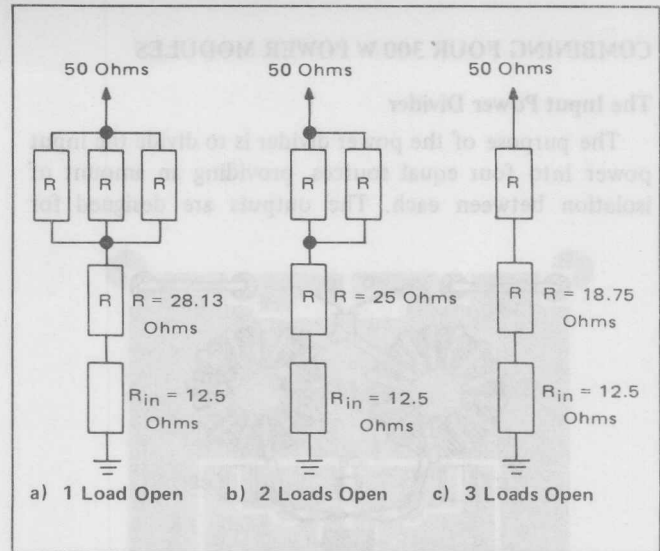 COMBINING FOUR 300 W POWER MODULES
50 Ohms 50 Ohms 50 Ohms
The Input Power Divider
The purpose of the power divider is to divide the input
power into four equal sources, providing an amount of
isolation between each. The outputs are designed for
R R R R R R
R R = 28.13 Ohms
R R = 25 Ohms
R R = 18.75 Ohms
Rin = 12.5 Ohms
Rin = 12.5 Ohms
Rin = 12.5 Ohms
a) 1 Load Open b) 2 Loads Open c) 3 Loads Open